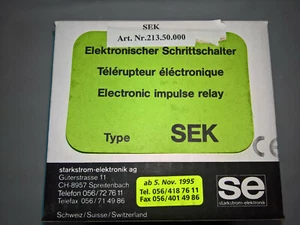 SEK
Art. Nr.213.50.000
Elektronischer Schrittschalter
Télérupteur éléctronique
Electronic impulse relay
Type SEK
CE
starkstrom-elektronik ag
Güterstrasse 11
CH-8957 Spreitenbach
Telefon 056/72 76 11
Telefax 056/71 49 86
ab 5. Nov. 1995
Tel. 056/418 76 11
Fax 056/401 49 86
se
starkstrom-elektronik
Schweiz/Suisse/Switzerland